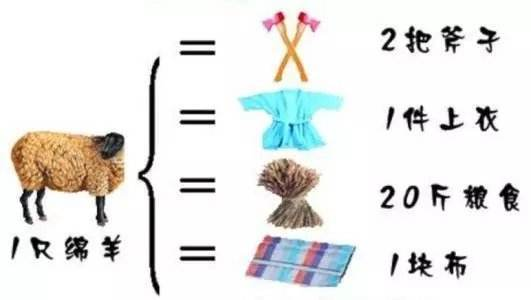 =
2把斧子
=
1件上衣
1只绵羊
=
20斤粮食
=
1块布